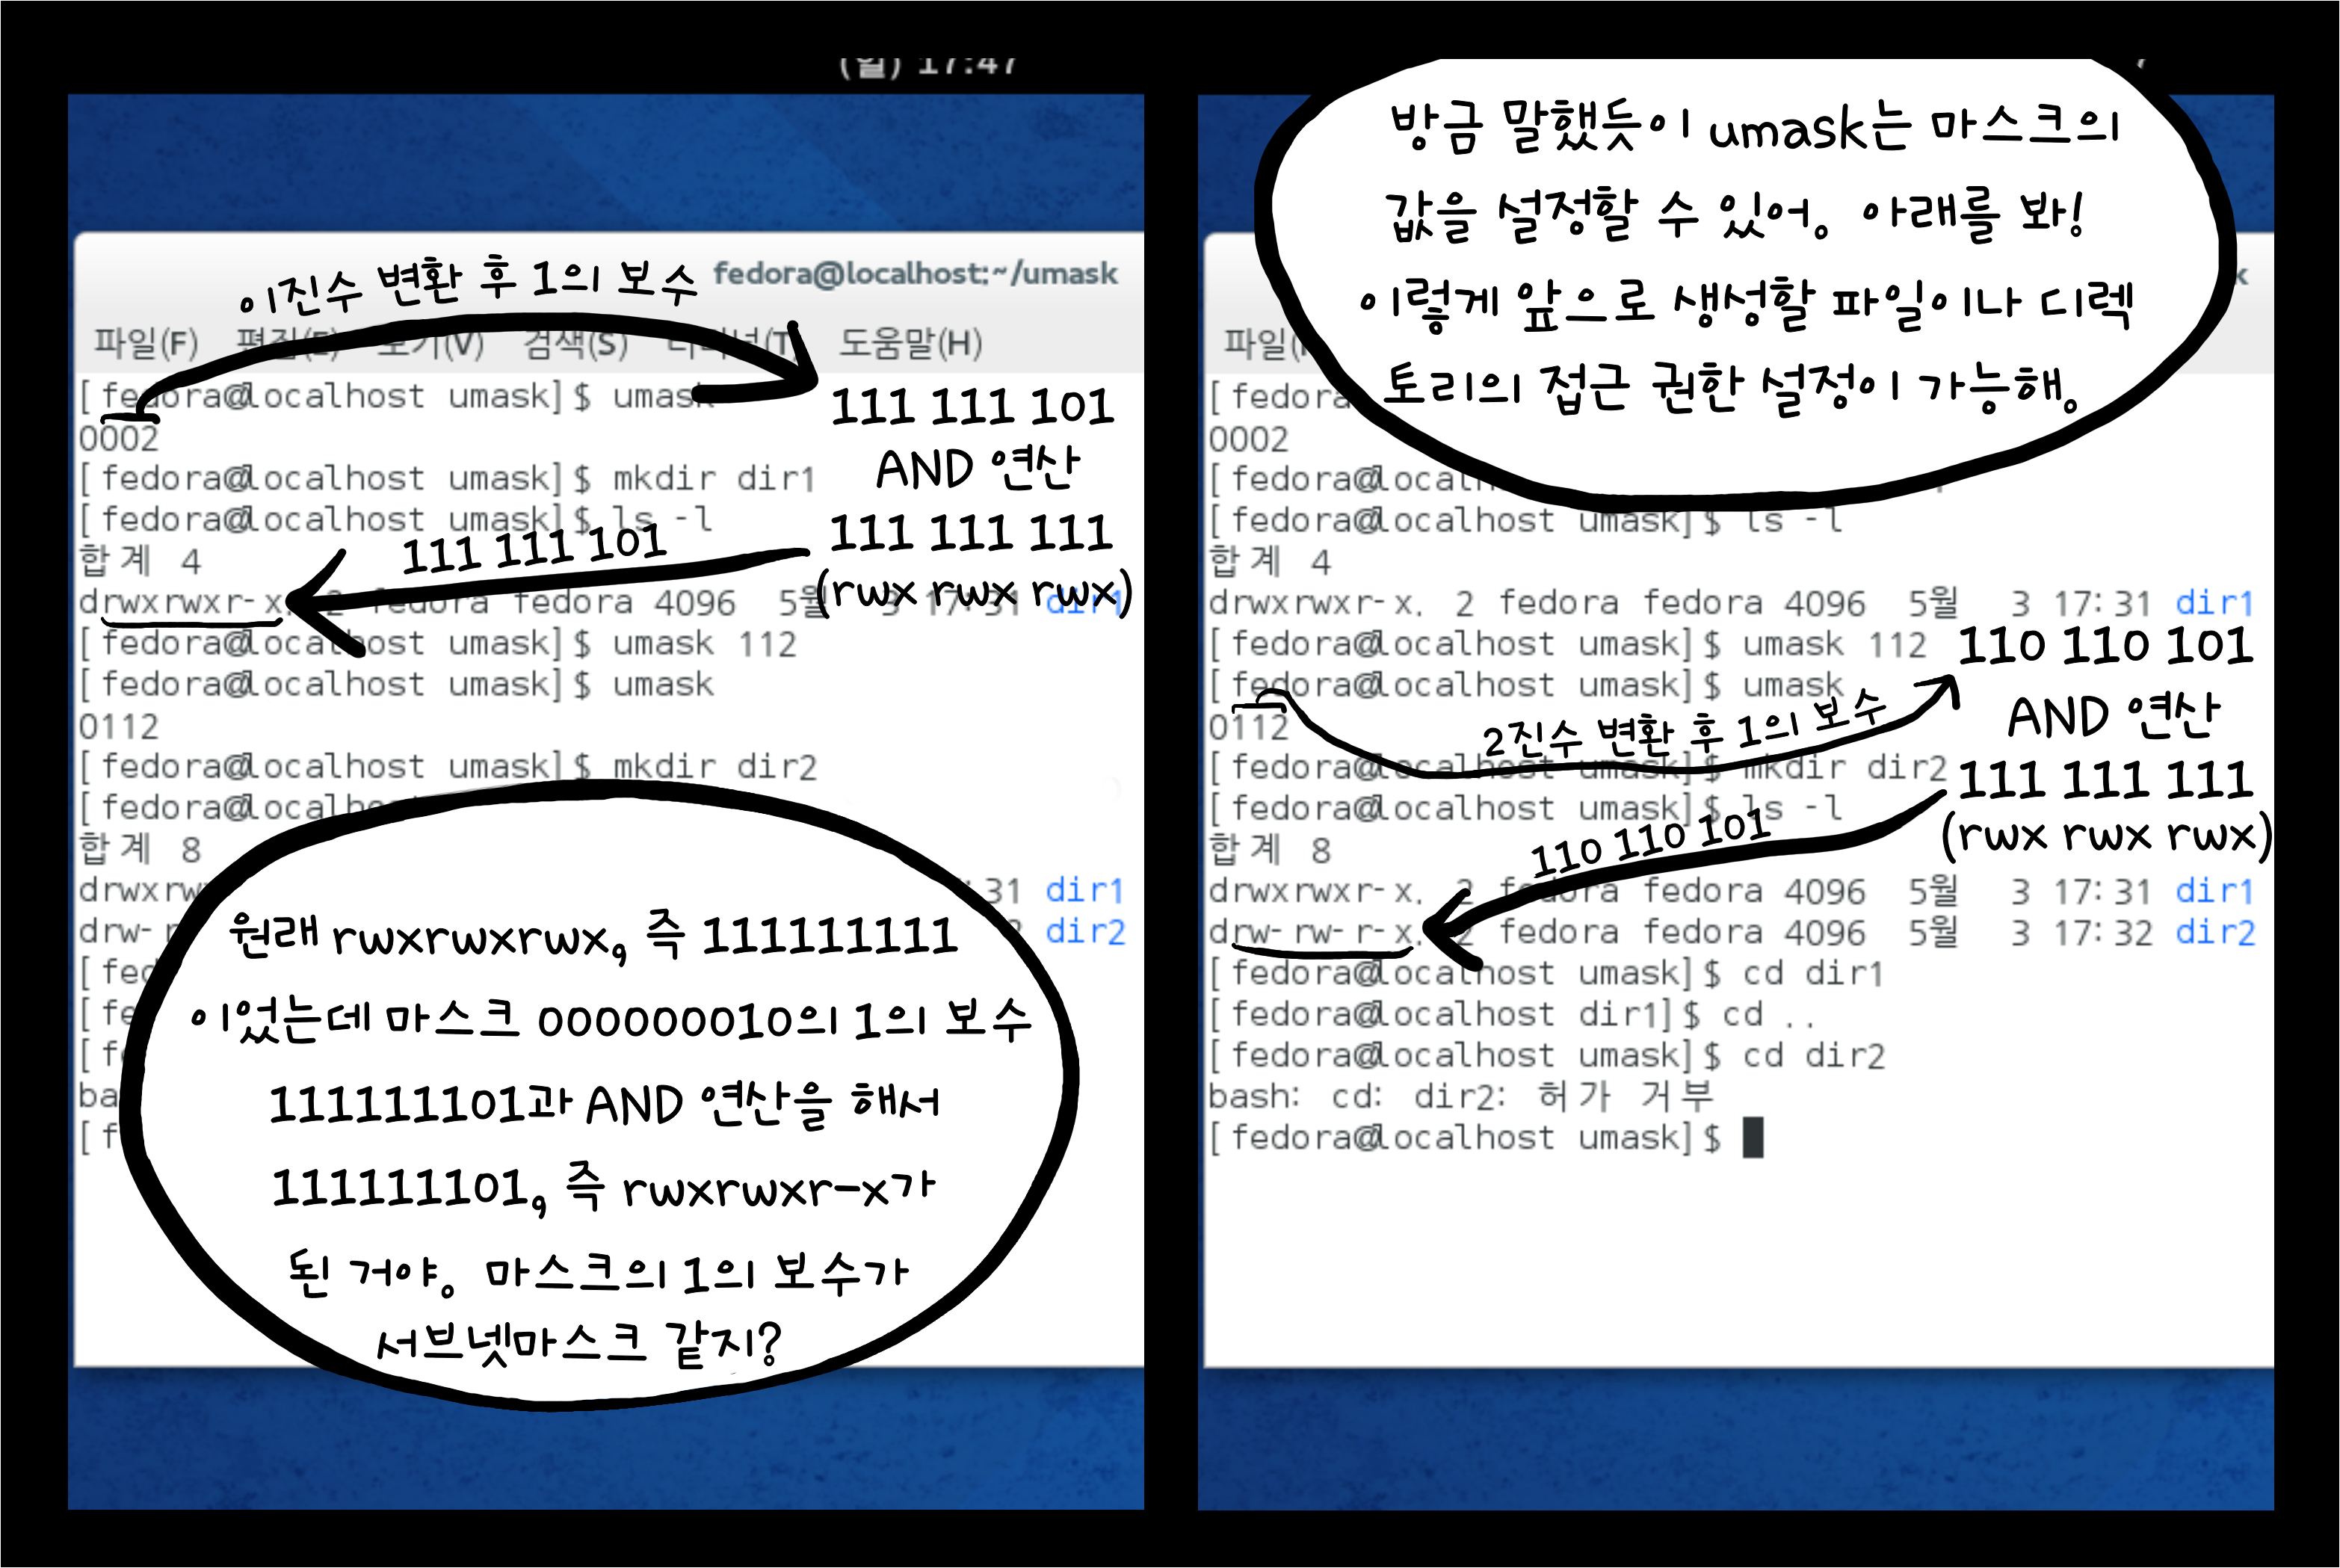 (일) 17:47
이진수 변환 후 1의 보수
fedora@localhost:~/umask
파일(F) 편집(E) 보기(V) 검색(S) 터미널(T) 도움말(H)
[fedora@localhost umask]$ umask
0002
[fedora@localhost umask]$ mkdir dir1
[fedora@localhost umask]$ ls -l
합계 4
drwxrwxr-x. 2 fedora fedora 4096 5월 3 17:31 dir1
[fedora@localhost umask]$ umask 112
[fedora@localhost umask]$ umask
0112
[fedora@localhost umask]$ mkdir dir2
[fedora@localhost
합계 8
drwxrw 31 dir1
drw- dir2
[fed
[fe
[f
ba
[f
111 111 101
AND 연산
111 111 111
(rwx rwx rwx)
111 111 101
원래 rwxrwxrwx, 즉 111111111
이었는데 마스크 000000010의 1의 보수
111111101과 AND 연산을 해서
111111101, 즉 rwxrwxr-x가
된 거야. 마스크의 1의 보수가
서브넷마스크 같지?
방금 말했듯이 umask는 마스크의
값을 설정할 수 있어. 아래를 봐!
이렇게 앞으로 생성할 파일이나 디렉
토리의 접근 권한 설정이 가능해.
파일(
[fedora
0002
[fedora@local
[fedora@localhost umask]$ ls -l
합계 4
drwxrwxr-x. 2 fedora fedora 4096 5월 3 17:31 dir1
[fedora@localhost umask]$ umask 112
[fedora@localhost umask]$ umask
0112
[fedora@localhost umask]$ mkdir dir2
[fedora@localhost umask]$ ls -l
합계 8
drwxrwxr-x. 2 fedora fedora 4096 5월 3 17:31 dir1
drw-rw-r-x. 2 fedora fedora 4096 5월 3 17:32 dir2
[fedora@localhost umask]$ cd dir1
[fedora@localhost dir1]$ cd ..
[fedora@localhost umask]$ cd dir2
bash: cd: dir2: 허가 거부
[fedora@localhost umask]$
2진수 변환 후 1의 보수
110 110 101
AND 연산
111 111 111
(rwx rwx rwx)
110 110 101